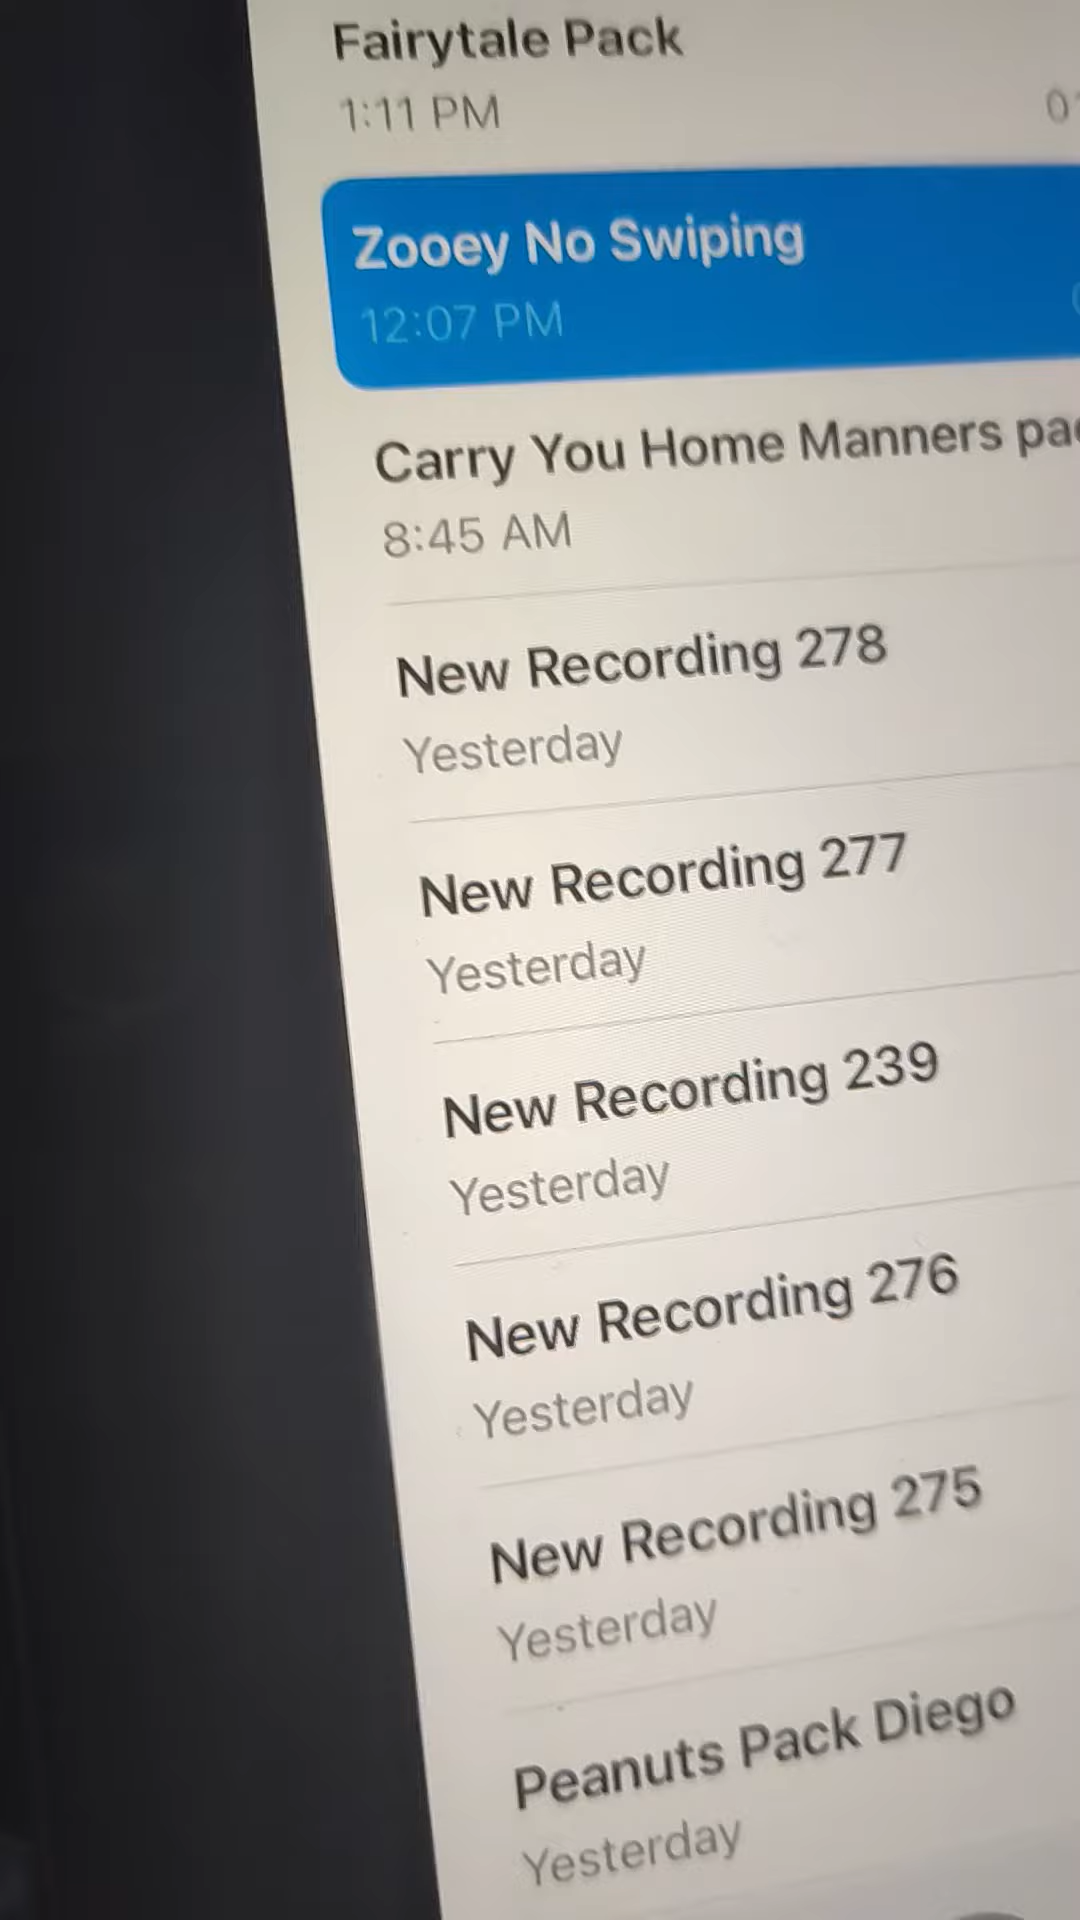 Fairytale Pack
1:11 PM
Zooey No Swiping
12:07 PM
Carry You Home Manners
8:45 AM
New Recording 278
Yesterday
New Recording 277
Yesterday
New Recording 239
Yesterday
New Recording 276
Yesterday
New Recording 275
Yesterday
Peanuts Pack Diego
Yesterday